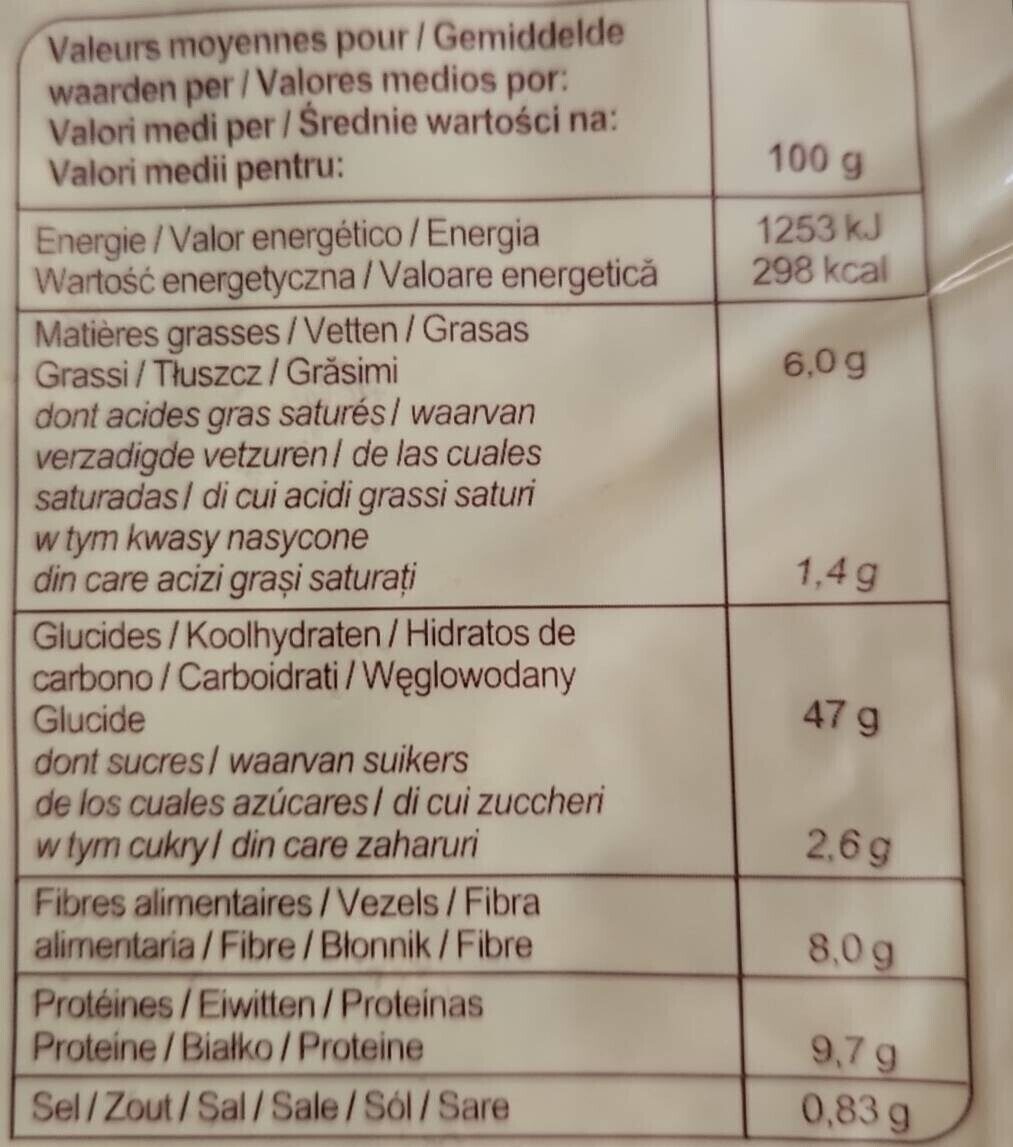 Valeurs moyennes pour / Gemiddelde
waarden per / Valores medios por:
Valori medi per / Średnie wartości na:
Valori medii pentru:
100 g
Energie / Valor energético / Energia
1253 kJ
Wartość energetyczna / Valoare energetică
298 kcal
Matières grasses / Vetten / Grasas
Grassi / Tłuszcz / Grăsimi
6,0 g
dont acides gras saturés / waarvan
verzadigde vetzuren / de las cuales
saturadas / di cui acidi grassi saturi
w tym kwasy nasycone
din care acizi grași saturați
1,4 g
Glucides / Koolhydraten / Hidratos de
carbono / Carboidrati / Węglowodany
Glucide
47 g
dont sucres / waarvan suikers
de los cuales azúcares / di cui zuccheri
w tym cukry / din care zaharuri
2,6 g
Fibres alimentaires / Vezels / Fibra
alimentaria / Fibre / Błonnik / Fibre
8,0 g
Protéines / Eiwitten / Proteínas
Proteine / Białko / Proteine
9,7 g
Sel / Zout / Sal / Sale / Sól / Sare
0,83 g